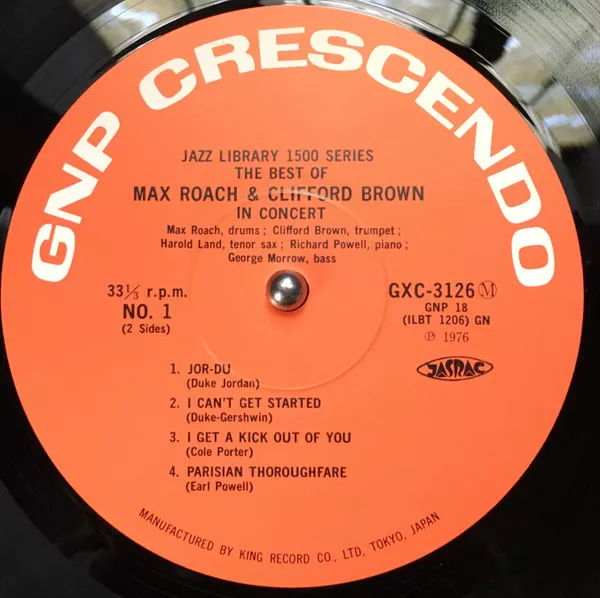 GNP CRESCENDO
JAZZ LIBRARY 1500 SERIES
THE BEST OF
MAX ROACH & CLIFFORD BROWN
IN CONCERT
Max Roach, drums ; Clifford Brown, trumpet ;
Harold Land, tenor sax ; Richard Powell, piano ;
George Morrow, bass
33 1/3 r.p.m.
NO. 1
(2 Sides)
GXC-3126 Ⓜ
GNP 18
(ILBT 1206) GN
℗ 1976
JASRAC
1. JOR-DU
(Duke Jordan)
2. I CAN'T GET STARTED
(Duke-Gershwin)
3. I GET A KICK OUT OF YOU
(Cole Porter)
4. PARISIAN THOROUGHFARE
(Earl Powell)
MANUFACTURED BY KING RECORD CO., LTD. TOKYO, JAPAN